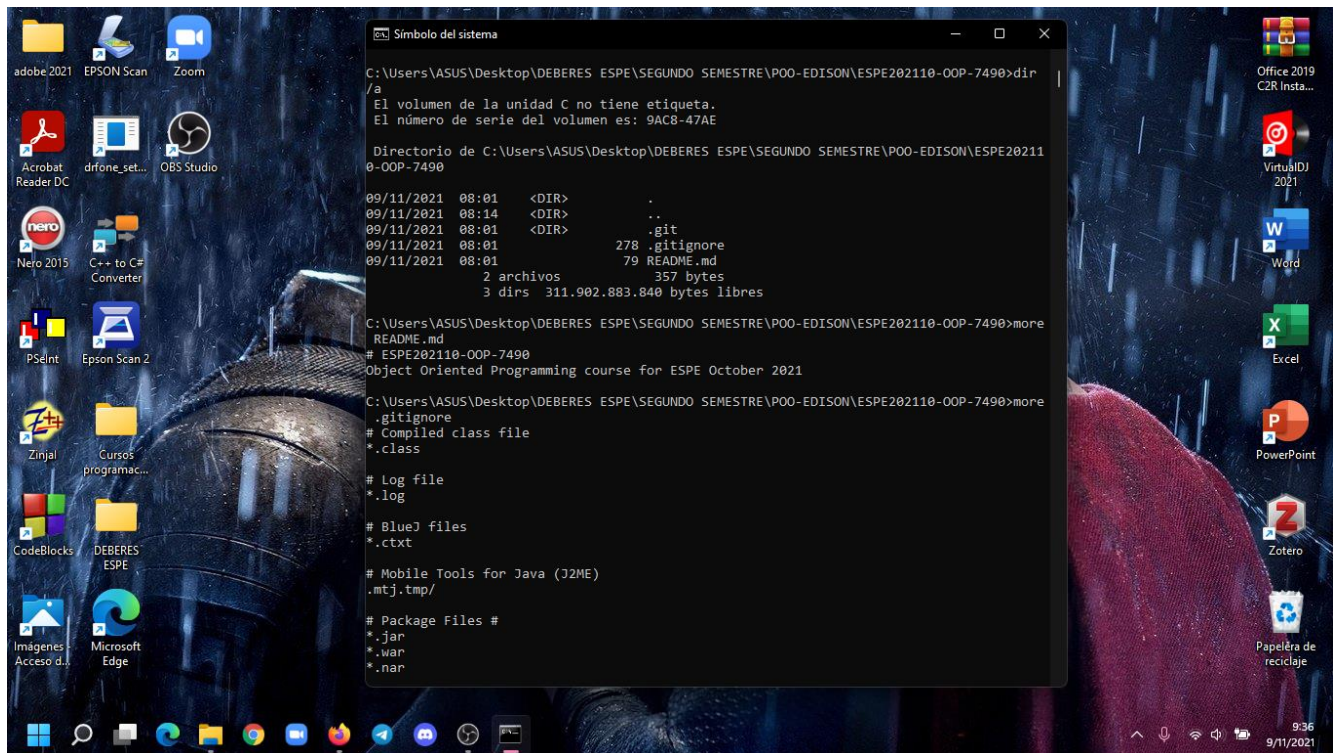 adobe 2021
EPSON Scan
Zoom
Acrobat
Reader DC
drfone_set...
OBS Studio
nero
Nero 2015
C++ to C#
Converter
PSeInt
Epson Scan 2
Zinjal
Cursos
programac...
CodeBlocks
DEBERES
ESPE
Imágenes -
Acceso d...
Microsoft
Edge
Símbolo del sistema
C:\Users\ASUS\Desktop\DEBERES ESPE\SEGUNDO SEMESTRE\POO-EDISON\ESPE202110-OOP-7490>dir
/a
El volumen de la unidad C no tiene etiqueta.
El número de serie del volumen es: 9AC8-47AE
Directorio de C:\Users\ASUS\Desktop\DEBERES ESPE\SEGUNDO SEMESTRE\POO-EDISON\ESPE20211
0-OOP-7490
09/11/2021 08:01 <DIR> .
09/11/2021 08:14 <DIR> ..
09/11/2021 08:01 <DIR> .git
09/11/2021 08:01 278 .gitignore
09/11/2021 08:01 79 README.md
2 archivos 357 bytes
3 dirs 311.902.883.840 bytes libres
C:\Users\ASUS\Desktop\DEBERES ESPE\SEGUNDO SEMESTRE\POO-EDISON\ESPE202110-OOP-7490>more
README.md
# ESPE202110-OOP-7490
Object Oriented Programming course for ESPE October 2021
C:\Users\ASUS\Desktop\DEBERES ESPE\SEGUNDO SEMESTRE\POO-EDISON\ESPE202110-OOP-7490>more
.gitignore
# Compiled class file
*.class
# Log file
*.log
# BlueJ files
*.ctxt
# Mobile Tools for Java (J2ME)
.mtj.tmp/
# Package Files #
*.jar
*.war
*.nar
Office 2019
C2R Insta...
VirtualDJ
2021
W
Word
X
Excel
P
PowerPoint
Z
Zotero
Papelera de
reciclaje
9:36
9/11/2021